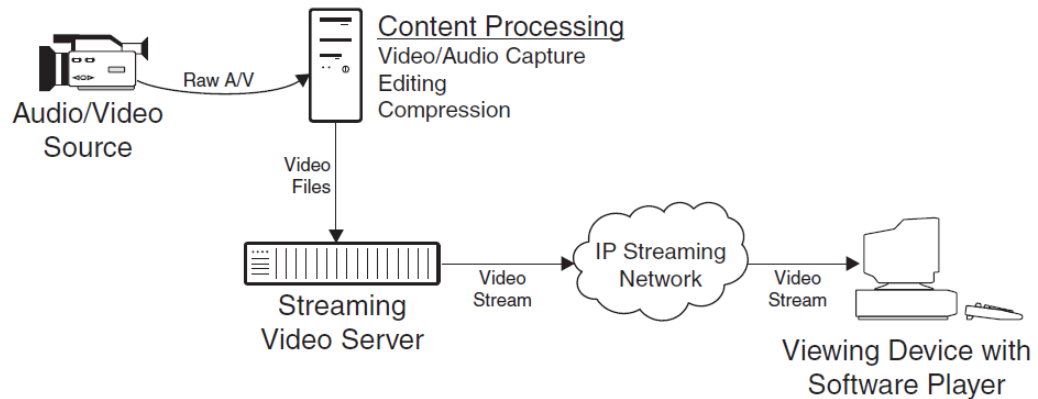 Content Processing
Video/Audio Capture
Editing
Compression
Raw A/V
Audio/Video
Source
Video
Files
IP Streaming
Network
Video
Stream
Video
Stream
Streaming
Video Server
Viewing Device with
Software Player